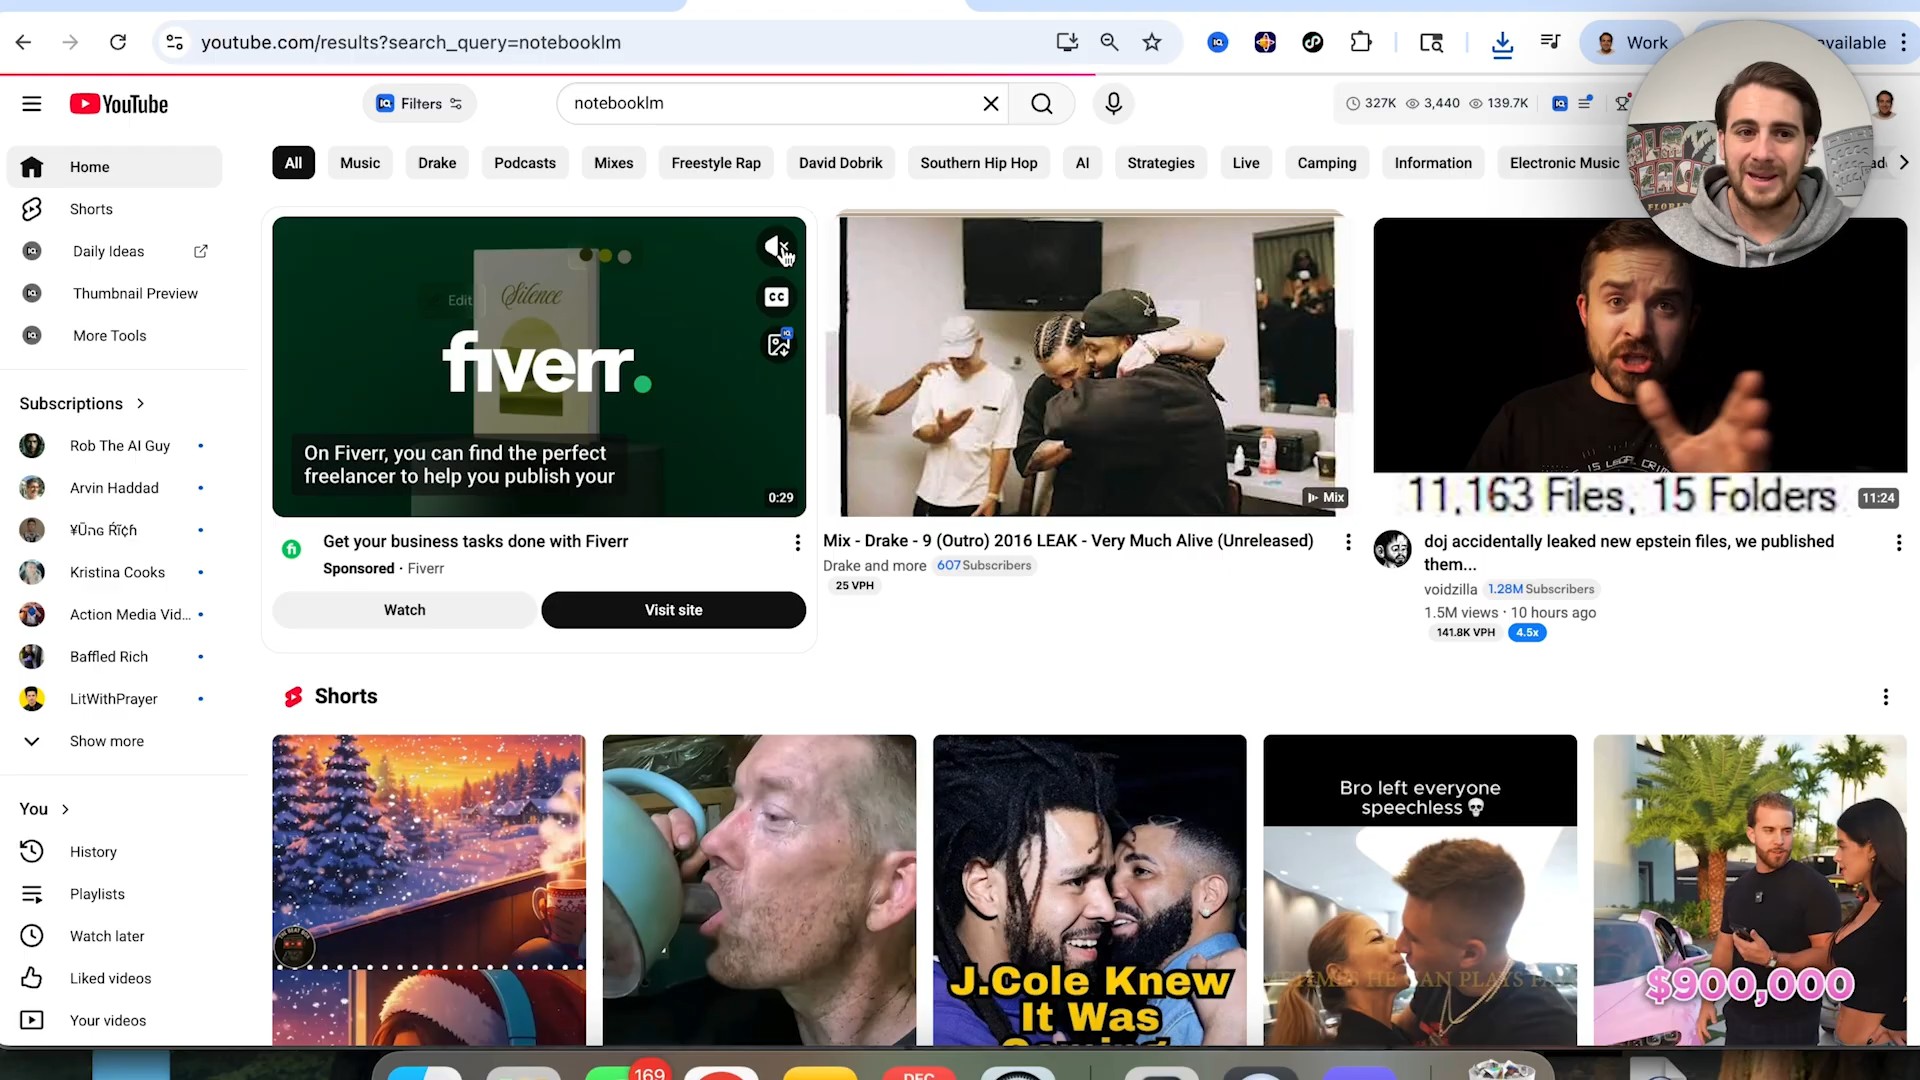 youtube.com/results?search_query=notebooklm
Work
available
YouTube
Filters
notebooklm
327K 3,440 139.7K
All
Music
Drake
Podcasts
Mixes
Freestyle Rap
David Dobrik
Southern Hip Hop
AI
Strategies
Live
Camping
Information
Electronic Music
Home
Shorts
Daily Ideas
Thumbnail Preview
More Tools
Subscriptions
Rob The AI Guy
Arvin Haddad
Kristina Cooks
Action Media Vid...
Baffled Rich
LitWithPrayer
Show more
You
History
Playlists
Watch later
Liked videos
Your videos
Edit
Silence
fiverr.
CC
On Fiverr, you can find the perfect
freelancer to help you publish your
0:29
Get your business tasks done with Fiverr
Sponsored · Fiverr
Watch
Visit site
Mix
Mix - Drake - 9 (Outro) 2016 LEAK - Very Much Alive (Unreleased)
Drake and more 607 Subscribers
25 VPH
11,163 Files, 15 Folders
11:24
doj accidentally leaked new epstein files, we published
them...
voidzilla 1.28M Subscribers
1.5M views · 10 hours ago
141.8K VPH 4.5x
Shorts
J.Cole Knew
It Was
Coming
Bro left everyone
speechless💀
$900,000
169
DEC